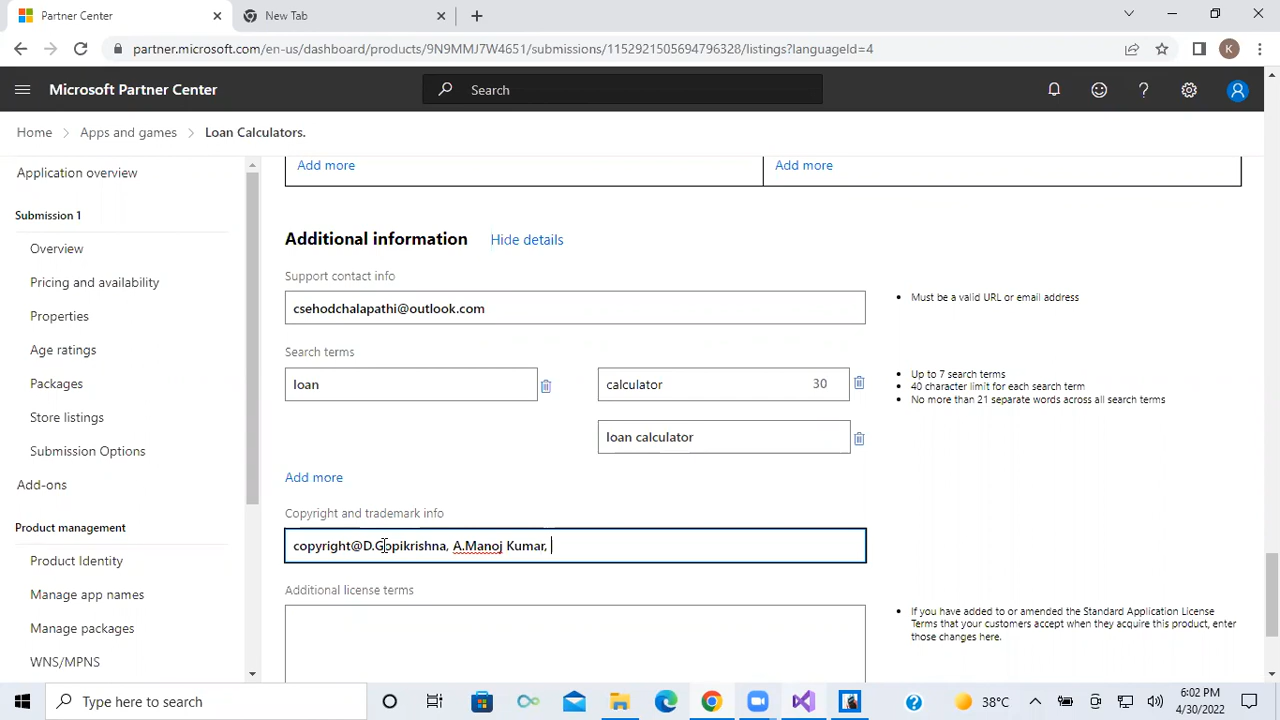 Partner Center
New Tab
partner.microsoft.com/en-us/dashboard/products/9N9MMJ7W4651/submissions/1152921505694796328/listings?languageId=4
K
Microsoft Partner Center
Search
Home > Apps and games > Loan Calculators.
Application overview
Submission 1
Overview
Pricing and availability
Properties
Age ratings
Packages
Store listings
Submission Options
Add-ons
Product management
Product Identity
Manage app names
Manage packages
WNS/MPNS
Add more
Add more
Additional information Hide details
Support contact info
csehodchalapathi@outlook.com
Must be a valid URL or email address
Search terms
loan
calculator 30
loan calculator
Up to 7 search terms
40 character limit for each search term
No more than 21 separate words across all search terms
Add more
Copyright and trademark info
copyright@D.Gopikrishna, A.Manoj Kumar,
Additional license terms
If you have added to or amended the Standard Application License
Terms that your customers accept when they acquire this product, enter
those changes here.
Type here to search
38°C
6:02 PM
4/30/2022